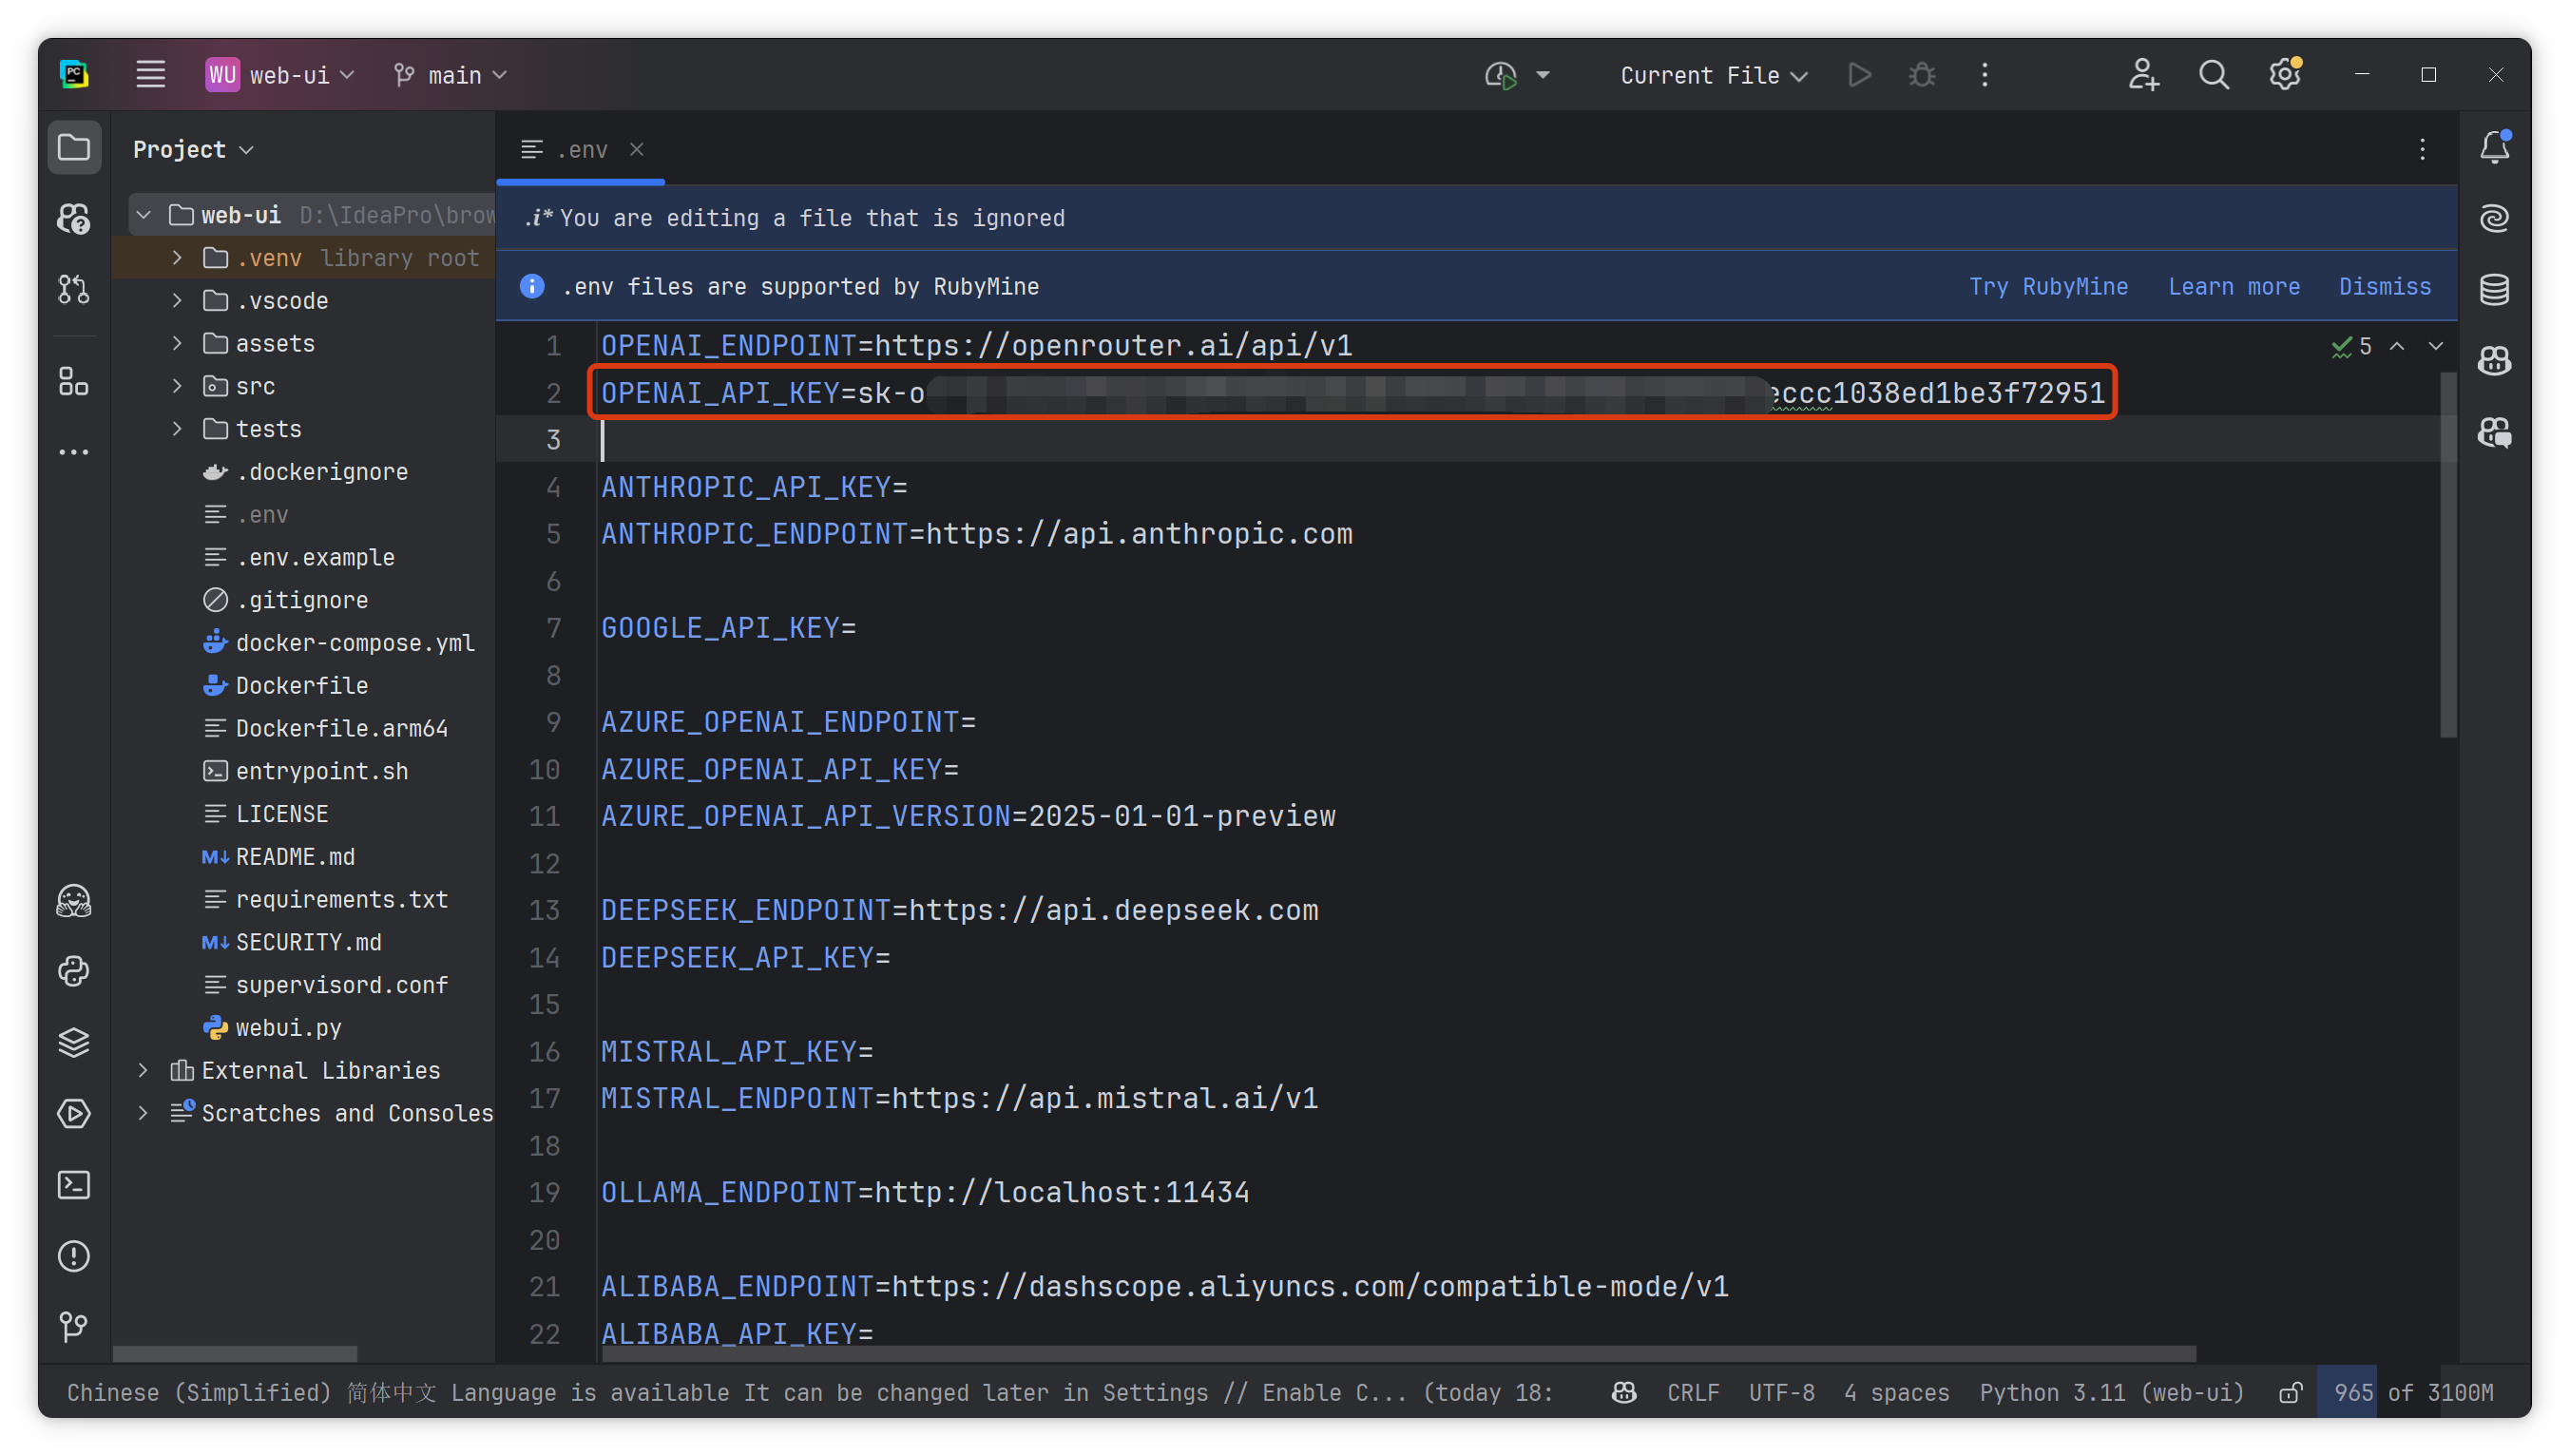 PC WU web-ui main Current File
Project
.env
web-ui D:\IdeaPro\brow
.venv library root
.vscode
assets
src
tests
.dockerignore
.env
.env.example
.gitignore
docker-compose.yml
Dockerfile
Dockerfile.arm64
entrypoint.sh
LICENSE
M↓ README.md
requirements.txt
M↓ SECURITY.md
supervisord.conf
webui.py
External Libraries
Scratches and Consoles
.i* You are editing a file that is ignored
.env files are supported by RubyMine Try RubyMine Learn more Dismiss
1 OPENAI_ENDPOINT=https://openrouter.ai/api/v1 5
2 OPENAI_API_KEY=sk-o eccc1038ed1be3f72951
3
4 ANTHROPIC_API_KEY=
5 ANTHROPIC_ENDPOINT=https://api.anthropic.com
6
7 GOOGLE_API_KEY=
8
9 AZURE_OPENAI_ENDPOINT=
10 AZURE_OPENAI_API_KEY=
11 AZURE_OPENAI_API_VERSION=2025-01-01-preview
12
13 DEEPSEEK_ENDPOINT=https://api.deepseek.com
14 DEEPSEEK_API_KEY=
15
16 MISTRAL_API_KEY=
17 MISTRAL_ENDPOINT=https://api.mistral.ai/v1
18
19 OLLAMA_ENDPOINT=http://localhost:11434
20
21 ALIBABA_ENDPOINT=https://dashscope.aliyuncs.com/compatible-mode/v1
22 ALIBABA_API_KEY=
Chinese (Simplified) 简体中文 Language is available It can be changed later in Settings // Enable C... (today 18: CRLF UTF-8 4 spaces Python 3.11 (web-ui) 965 of 3100M